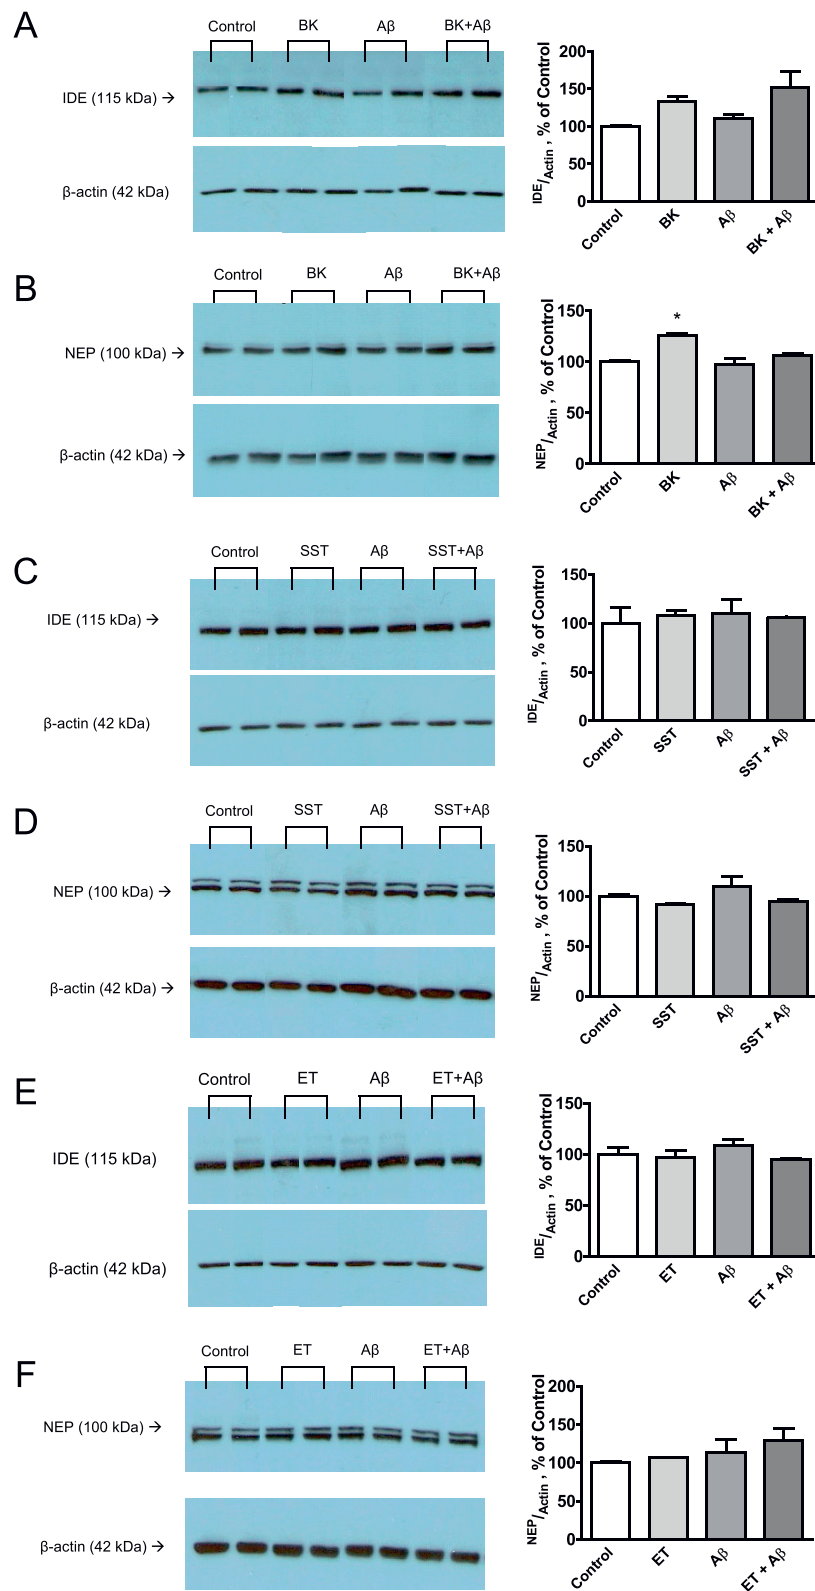 A
Control BK Aβ BK+Aβ
IDE (115 kDa) →
β-actin (42 kDa)
IDE/Actin , % of Control
200
150
100
50
0
Control BK Aβ BK + Aβ
B
Control BK Aβ BK+Aβ
NEP (100 kDa) →
β-actin (42 kDa) →
NEP/Actin , % of Control
150
100
50
0
*
Control BK Aβ BK + Aβ
C
Control SST Aβ SST+Aβ
IDE (115 kDa) →
β-actin (42 kDa)
IDE/Actin , % of Control
150
100
50
0
Control SST Aβ SST + Aβ
D
Control SST Aβ SST+Aβ
NEP (100 kDa) →
β-actin (42 kDa) →
NEP/Actin , % of Control
150
100
50
0
Control SST Aβ SST + Aβ
E
Control ET Aβ ET+Aβ
IDE (115 kDa)
β-actin (42 kDa)
IDE/Actin , % of Control
150
100
50
0
Control ET Aβ ET + Aβ
F
Control ET Aβ ET+Aβ
NEP (100 kDa) →
β-actin (42 kDa) →
NEP/Actin , % of Control
200
150
100
50
0
Control ET Aβ ET + Aβ